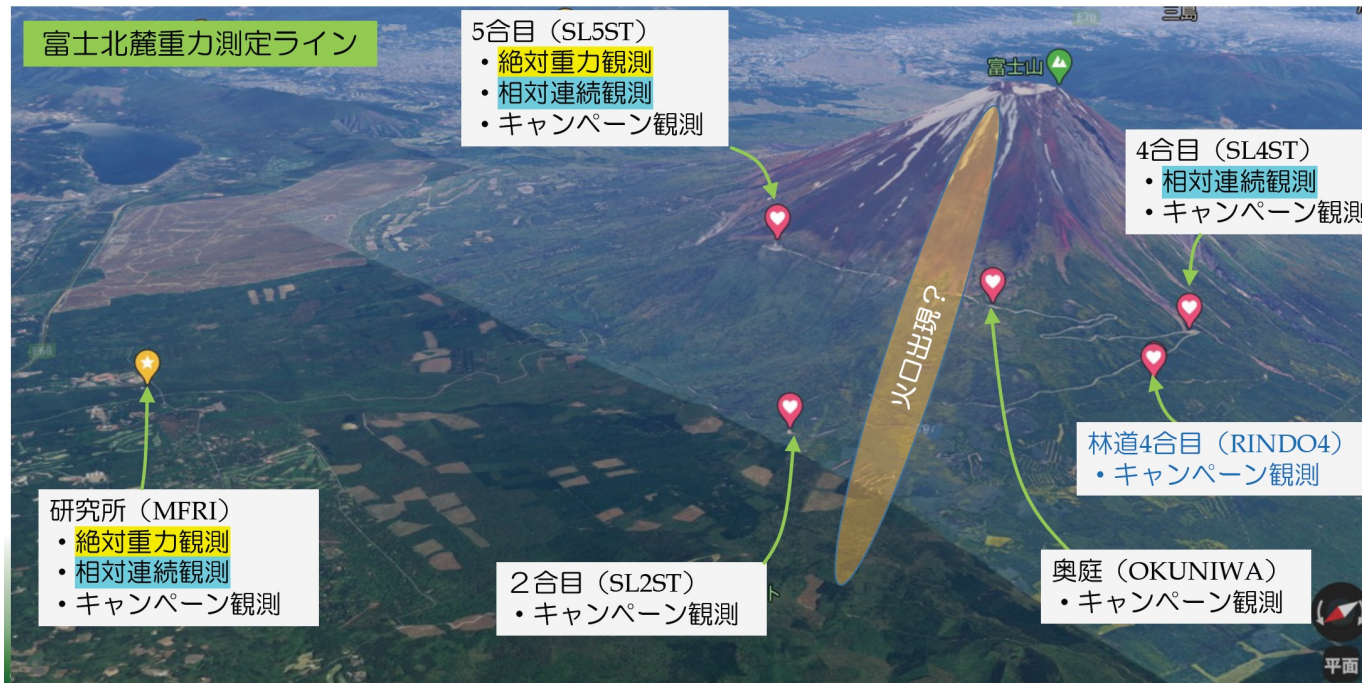 富士北麓重力測定ライン
5合目（SL5ST）
・絶対重力観測
・相対連続観測
・キャンペーン観測
三島
E70
富士山
4合目（SL4ST）
・相対連続観測
・キャンペーン観測
火口出現？
E68
林道4合目（RINDO4）
・キャンペーン観測
研究所（MFRI）
・絶対重力観測
・相対連続観測
・キャンペーン観測
２合目（SL2ST）
・キャンペーン観測
ト
奥庭（OKUNIWA）
・キャンペーン観測
平面